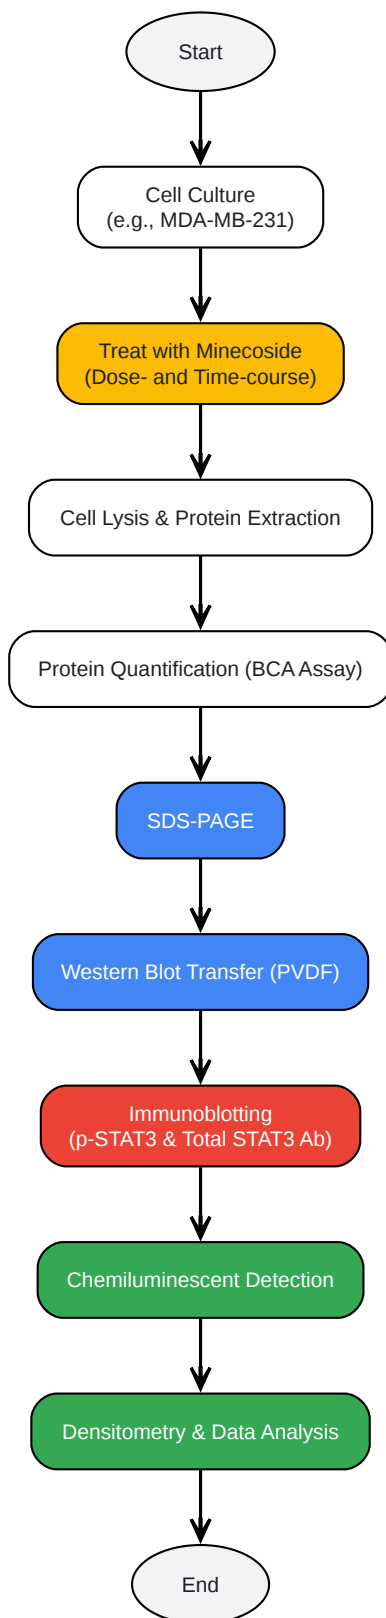 Start
Cell Culture
(e.g., MDA-MB-231)
Treat with Minecoside
(Dose- and Time-course)
Cell Lysis & Protein Extraction
Protein Quantification (BCA Assay)
SDS-PAGE
Western Blot Transfer (PVDF)
Immunoblotting
(p-STAT3 & Total STAT3 Ab)
Chemiluminescent Detection
Densitometry & Data Analysis
End